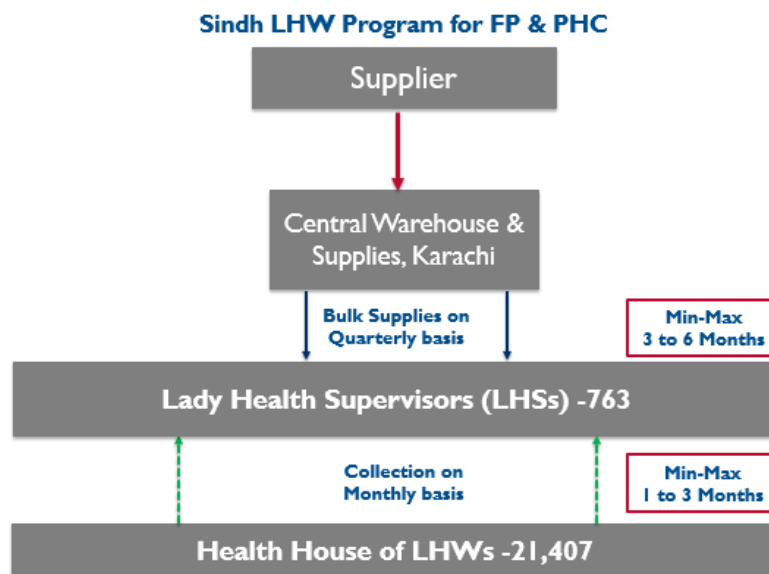 Sindh LHW Program for FP & PHC
Supplier
Central Warehouse &
Supplies, Karachi
Bulk Supplies on
Quarterly basis
Min-Max
3 to 6 Months
Lady Health Supervisors (LHSs) -763
Collection on
Monthly basis
Min-Max
1 to 3 Months
Health House of LHWs -21,407